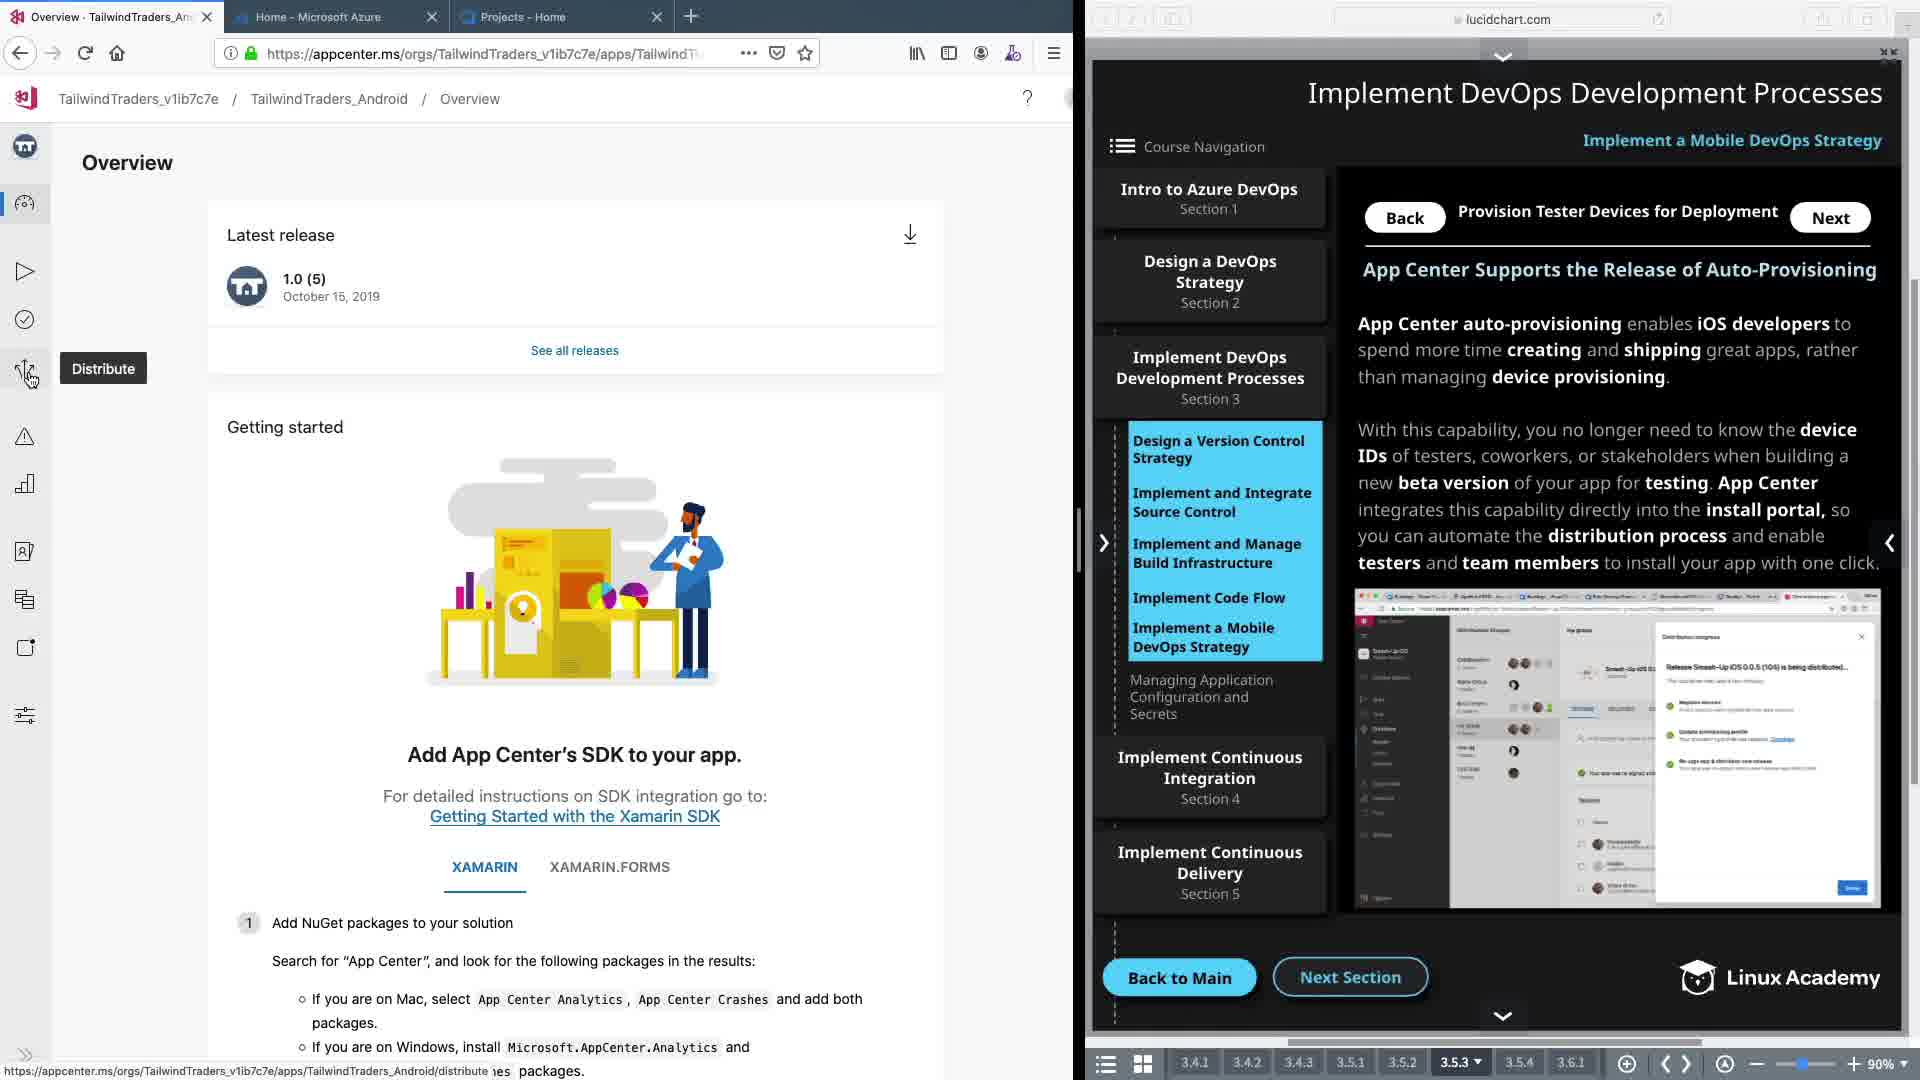 Overview - TailwindTraders_An
Home - Microsoft Azure
Projects - Home
https://appcenter.ms/orgs/TailwindTraders_v1ib7c7e/apps/TailwindT
TailwindTraders_v1ib7c7e / TailwindTraders_Android / Overview
?
Overview
Latest release
1.0 (5)
October 15, 2019
See all releases
Distribute
Getting started
Add App Center's SDK to your app.
For detailed instructions on SDK integration go to:
Getting Started with the Xamarin SDK
XAMARIN
XAMARIN.FORMS
1 Add NuGet packages to your solution
Search for “App Center”, and look for the following packages in the results:
If you are on Mac, select App Center Analytics, App Center Crashes and add both
packages.
If you are on Windows, install Microsoft.AppCenter.Analytics and
packages.
https://appcenter.ms/orgs/TailwindTraders_v1ib7c7e/apps/TailwindTraders_Android/distribute
lucidchart.com
Implement DevOps Development Processes
Course Navigation
Implement a Mobile DevOps Strategy
Intro to Azure DevOps
Section 1
Design a DevOps
Strategy
Section 2
Implement DevOps
Development Processes
Section 3
Design a Version Control
Strategy
Implement and Integrate
Source Control
Implement and Manage
Build Infrastructure
Implement Code Flow
Implement a Mobile
DevOps Strategy
Managing Application
Configuration and
Secrets
Implement Continuous
Integration
Section 4
Implement Continuous
Delivery
Section 5
Back
Provision Tester Devices for Deployment
Next
App Center Supports the Release of Auto-Provisioning
App Center auto-provisioning enables iOS developers to
spend more time creating and shipping great apps, rather
than managing device provisioning.
With this capability, you no longer need to know the device
IDs of testers, coworkers, or stakeholders when building a
new beta version of your app for testing. App Center
integrates this capability directly into the install portal, so
you can automate the distribution process and enable
testers and team members to install your app with one click.
Back to Main
Next Section
Linux Academy
3.4.1
3.4.2
3.4.3
3.5.1
3.5.2
3.5.3
3.5.4
3.6.1
90%